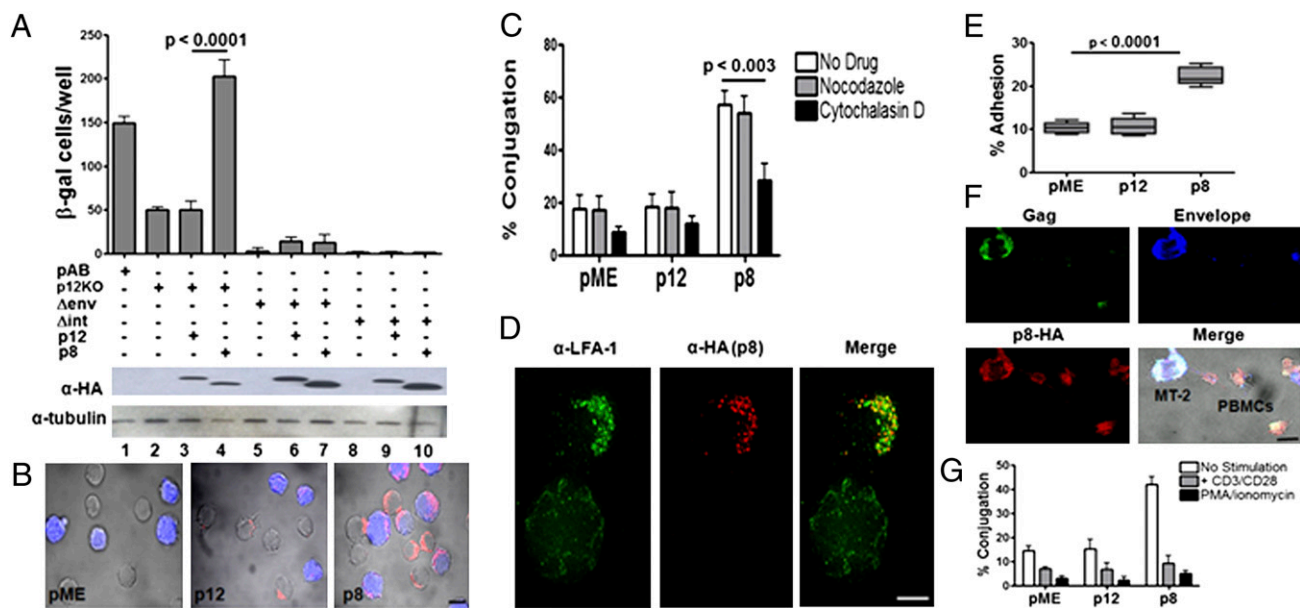 A
p < 0.0001
β-gal cells/well
250
200
150
100
50
0
pAB + - - - - - - - - -
p12KO - + + + - - - - - -
Δenv - - - - + + + - - -
Δint - - - - - - - + + +
p12 - - + - - + - - + -
p8 - - - + - - + - - +
α-HA
α-tubulin
1 2 3 4 5 6 7 8 9 10
B
pME
p12
p8
C
% Conjugation
80
60
40
20
0
p < 0.003
No Drug
Nocodazole
Cytochalasin D
pME p12 p8
D
α-LFA-1 α-HA (p8) Merge
E
% Adhesion
30
20
10
0
p < 0.0001
pME p12 p8
F
Gag Envelope
p8-HA Merge
MT-2 PBMCs
G
% Conjugation
50
40
30
20
10
0
No Stimulation
+ CD3/CD28
PMA/ionomycin
pME p12 p8